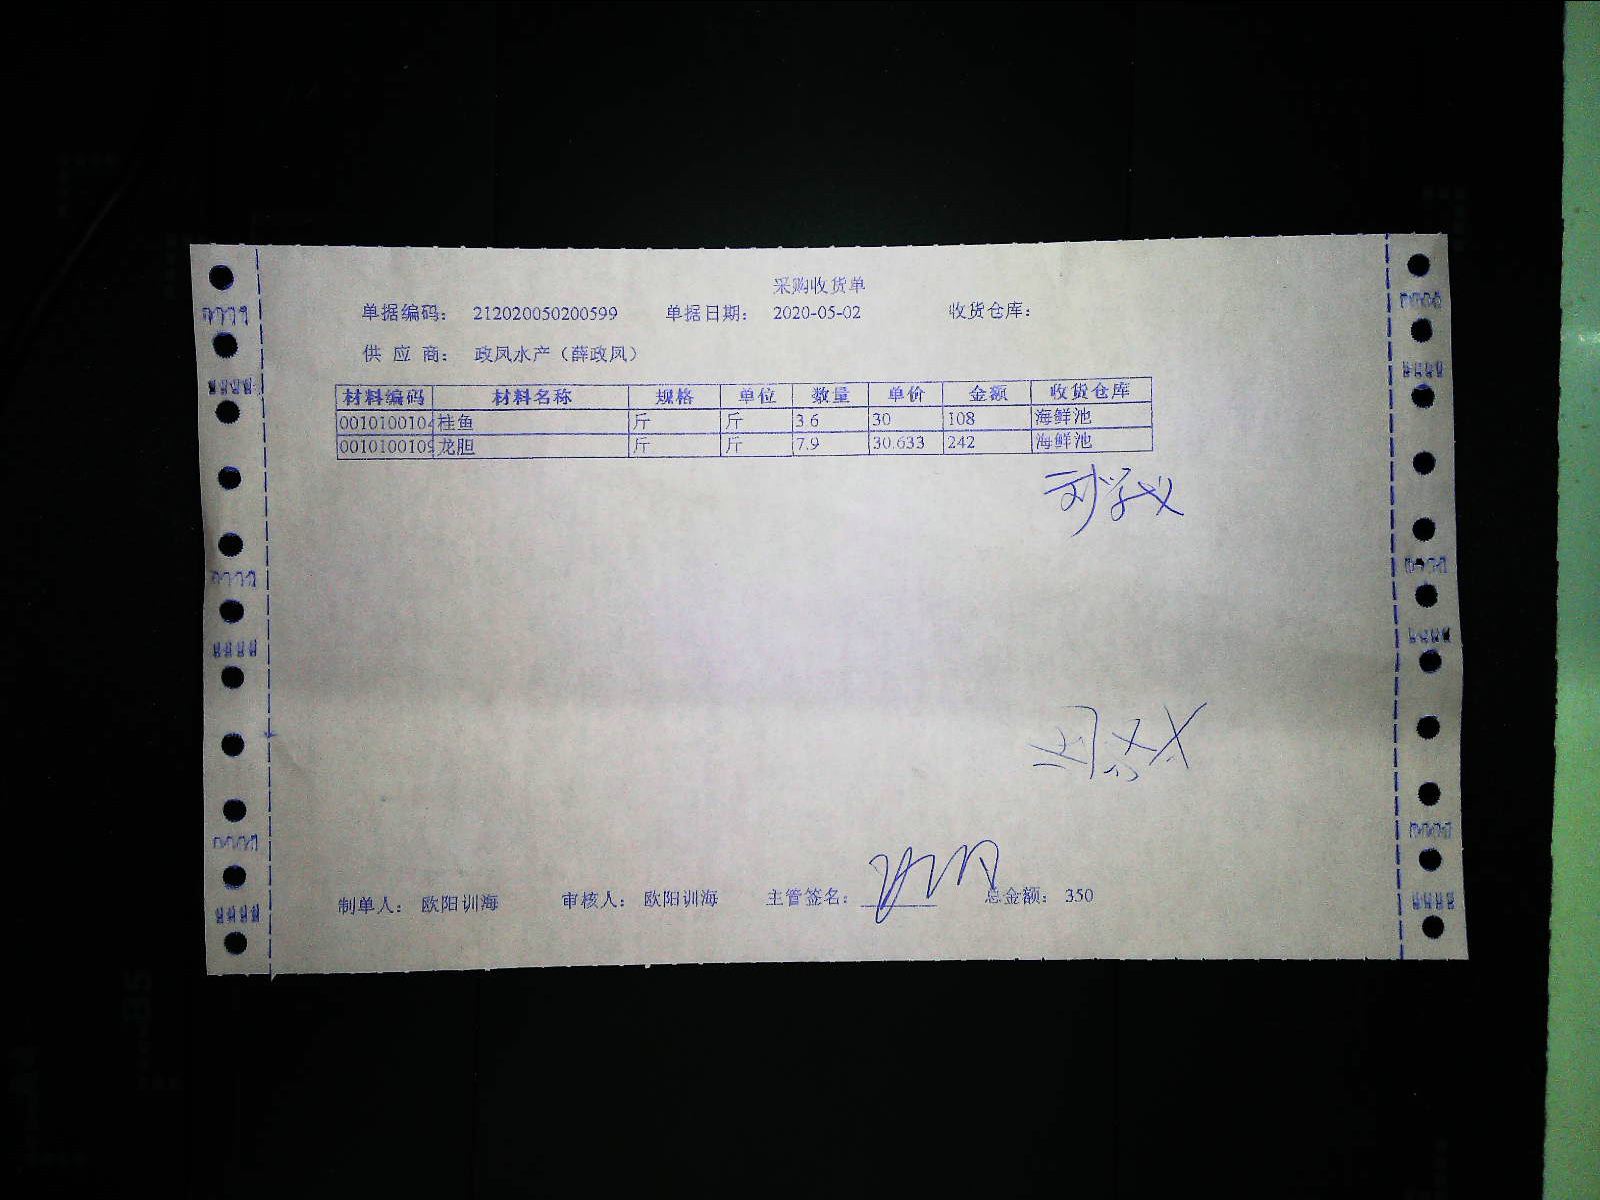 采购收货单
单据编码： 212020050200599 单据日期： 2020-05-02 收货仓库：
供 应 商： 政凤水产（薛政凤）
材料编码 材料名称 规格 单位 数量 单价 金额 收货仓库
0010100104 桂鱼 斤 斤 3.6 30 108 海鲜池
0010100109 龙胆 斤 斤 7.9 30.633 242 海鲜池
制单人： 欧阳训海 审核人： 欧阳训海 主管签名： 总金额： 350